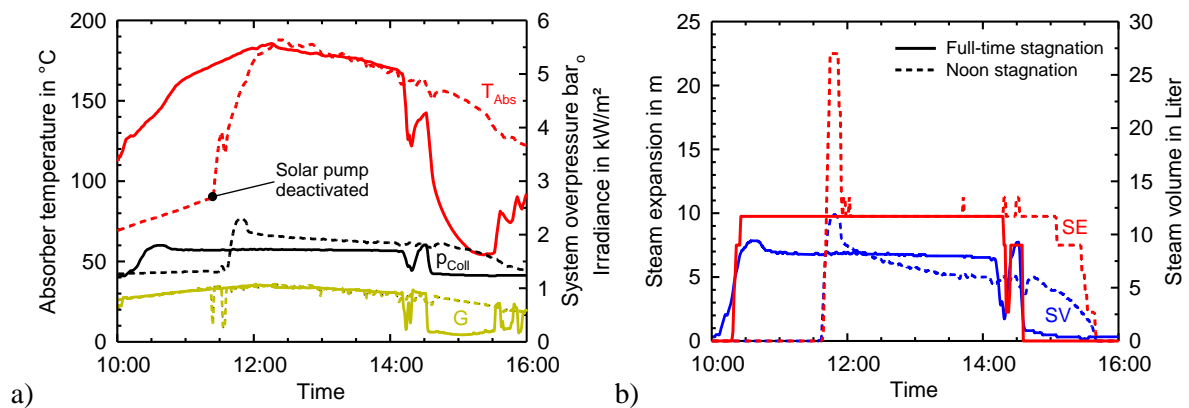 200
150
100
50
0
Absorber temperature in °C
6
5
4
3
2
1
0
System overpressure bar_o
Irradiance in kW/m²
T_Abs
Solar pump
deactivated
p_Coll
G
10:00 12:00 14:00 16:00
Time
a)
25
20
15
10
5
0
Steam expansion in m
30
25
20
15
10
5
0
Steam volume in Liter
Full-time stagnation
Noon stagnation
SE
SV
10:00 12:00 14:00 16:00
Time
b)